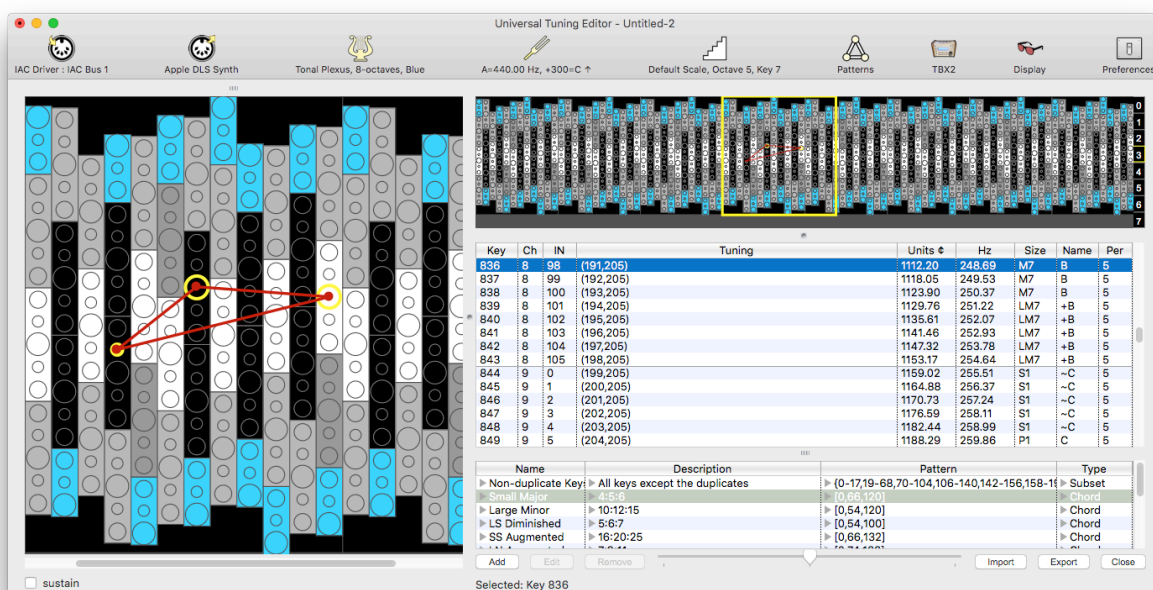 Universal Tuning Editor - Untitled-2
IAC Driver : IAC Bus 1 Apple DLS Synth Tonal Plexus, 8-octaves, Blue A=440.00 Hz, +300=C ↑ Default Scale, Octave 5, Key 7 Patterns TBX2 Display Preferences
0
1
2
3
4
5
6
7
Key Ch IN Tuning Units Hz Size Name Per
836 8 98 (191,205) 1112.20 248.69 M7 B 5
837 8 99 (192,205) 1118.05 249.53 M7 B 5
838 8 100 (193,205) 1123.90 250.37 M7 B 5
839 8 101 (194,205) 1129.76 251.22 LM7 +B 5
840 8 102 (195,205) 1135.61 252.07 LM7 +B 5
841 8 103 (196,205) 1141.46 252.93 LM7 +B 5
842 8 104 (197,205) 1147.32 253.78 LM7 +B 5
843 8 105 (198,205) 1153.17 254.64 LM7 +B 5
844 9 0 (199,205) 1159.02 255.51 S1 ~C 5
845 9 1 (200,205) 1164.88 256.37 S1 ~C 5
846 9 2 (201,205) 1170.73 257.24 S1 ~C 5
847 9 3 (202,205) 1176.59 258.11 S1 ~C 5
848 9 4 (203,205) 1182.44 258.99 S1 ~C 5
849 9 5 (204,205) 1188.29 259.86 P1 C 5
Name Description Pattern Type
Non-duplicate Key All keys except the duplicates {0-17,19-68,70-104,106-140,142-156,158-19 Subset
Small Major 4:5:6 [0,66,120] Chord
Large Minor 10:12:15 [0,54,120] Chord
LS Diminished 5:6:7 [0,54,100] Chord
SS Augmented 16:20:25 [0,66,132] Chord
Add Edit Remove Import Export Close
sustain
Selected: Key 836